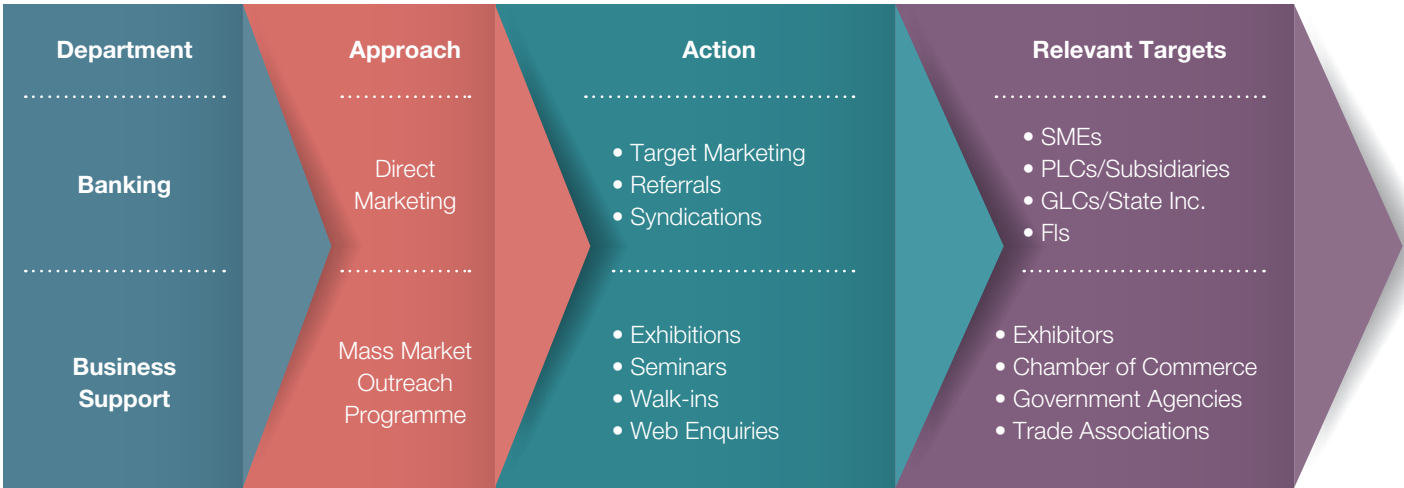 Department
Approach
Action
Relevant Targets
Banking
Direct
Marketing
• Target Marketing
• Referrals
• Syndications
• SMEs
• PLCs/Subsidiaries
• GLCs/State Inc.
• FIs
Business
Support
Mass Market
Outreach
Programme
• Exhibitions
• Seminars
• Walk-ins
• Web Enquiries
• Exhibitors
• Chamber of Commerce
• Government Agencies
• Trade Associations